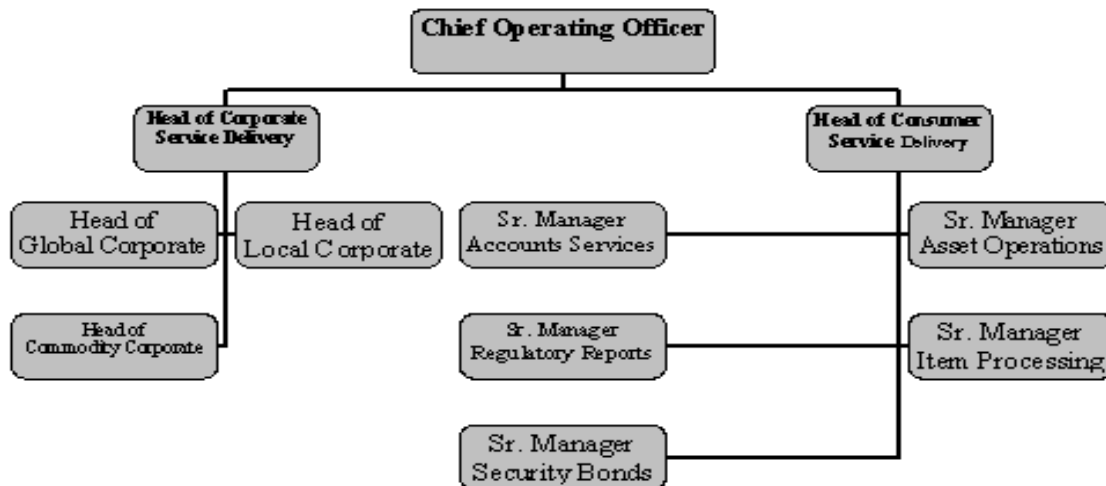 Chief Operating Officer
Head of Corporate
Service Delivery
Head of Consumer
Service Delivery
Head of
Global Corporate
Head of
Local Corporate
Sr. Manager
Accounts Services
Sr. Manager
Asset Operations
Head of
Commodity Corporate
Sr. Manager
Regulatory Reports
Sr. Manager
Item Processing
Sr. Manager
Security Bonds